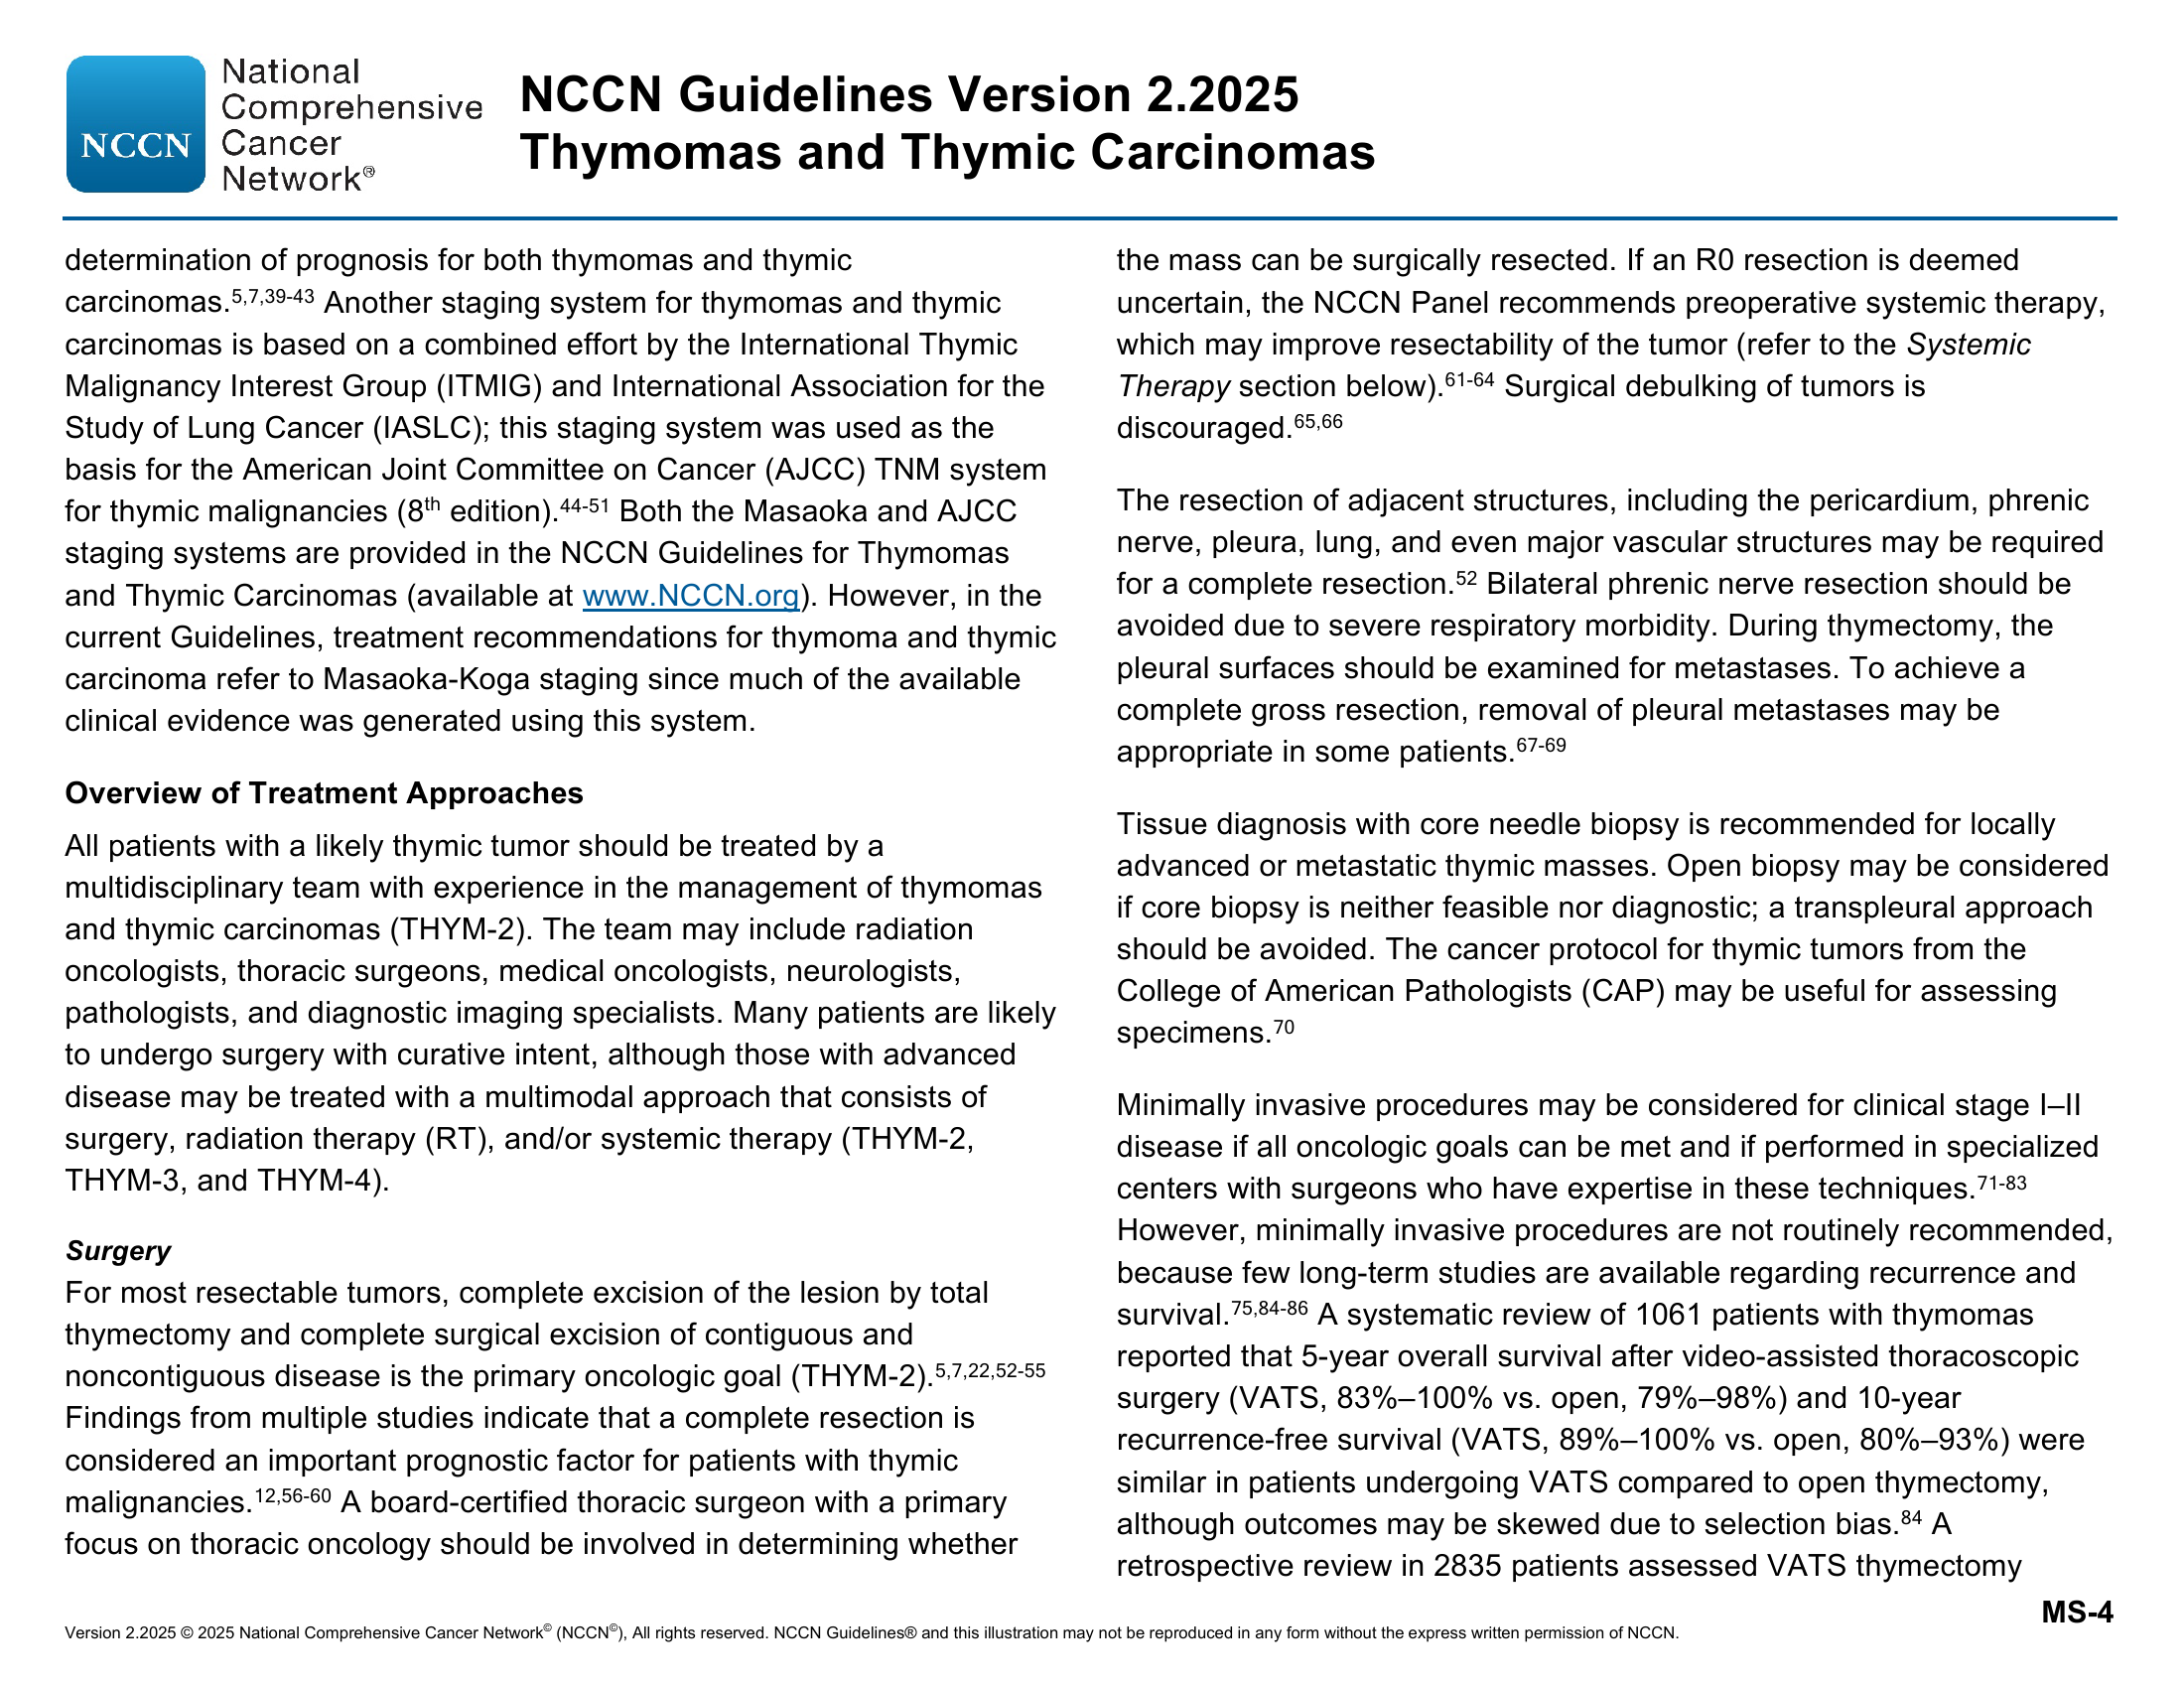 NCCN
National
Comprehensive
Cancer
Network®
NCCN Guidelines Version 2.2025
Thymomas and Thymic Carcinomas
determination of prognosis for both thymomas and thymic
carcinomas.5,7,39-43 Another staging system for thymomas and thymic
carcinomas is based on a combined effort by the International Thymic
Malignancy Interest Group (ITMIG) and International Association for the
Study of Lung Cancer (IASLC); this staging system was used as the
basis for the American Joint Committee on Cancer (AJCC) TNM system
for thymic malignancies (8th edition).44-51 Both the Masaoka and AJCC
staging systems are provided in the NCCN Guidelines for Thymomas
and Thymic Carcinomas (available at www.NCCN.org). However, in the
current Guidelines, treatment recommendations for thymoma and thymic
carcinoma refer to Masaoka-Koga staging since much of the available
clinical evidence was generated using this system.
Overview of Treatment Approaches
All patients with a likely thymic tumor should be treated by a
multidisciplinary team with experience in the management of thymomas
and thymic carcinomas (THYM-2). The team may include radiation
oncologists, thoracic surgeons, medical oncologists, neurologists,
pathologists, and diagnostic imaging specialists. Many patients are likely
to undergo surgery with curative intent, although those with advanced
disease may be treated with a multimodal approach that consists of
surgery, radiation therapy (RT), and/or systemic therapy (THYM-2,
THYM-3, and THYM-4).
Surgery
For most resectable tumors, complete excision of the lesion by total
thymectomy and complete surgical excision of contiguous and
noncontiguous disease is the primary oncologic goal (THYM-2).5,7,22,52-55
Findings from multiple studies indicate that a complete resection is
considered an important prognostic factor for patients with thymic
malignancies.12,56-60 A board-certified thoracic surgeon with a primary
focus on thoracic oncology should be involved in determining whether
the mass can be surgically resected. If an R0 resection is deemed
uncertain, the NCCN Panel recommends preoperative systemic therapy,
which may improve resectability of the tumor (refer to the Systemic
Therapy section below).61-64 Surgical debulking of tumors is
discouraged.65,66
The resection of adjacent structures, including the pericardium, phrenic
nerve, pleura, lung, and even major vascular structures may be required
for a complete resection.52 Bilateral phrenic nerve resection should be
avoided due to severe respiratory morbidity. During thymectomy, the
pleural surfaces should be examined for metastases. To achieve a
complete gross resection, removal of pleural metastases may be
appropriate in some patients.67-69
Tissue diagnosis with core needle biopsy is recommended for locally
advanced or metastatic thymic masses. Open biopsy may be considered
if core biopsy is neither feasible nor diagnostic; a transpleural approach
should be avoided. The cancer protocol for thymic tumors from the
College of American Pathologists (CAP) may be useful for assessing
specimens.70
Minimally invasive procedures may be considered for clinical stage I–II
disease if all oncologic goals can be met and if performed in specialized
centers with surgeons who have expertise in these techniques.71-83
However, minimally invasive procedures are not routinely recommended,
because few long-term studies are available regarding recurrence and
survival.75,84-86 A systematic review of 1061 patients with thymomas
reported that 5-year overall survival after video-assisted thoracoscopic
surgery (VATS, 83%–100% vs. open, 79%–98%) and 10-year
recurrence-free survival (VATS, 89%–100% vs. open, 80%–93%) were
similar in patients undergoing VATS compared to open thymectomy,
although outcomes may be skewed due to selection bias.84 A
retrospective review in 2835 patients assessed VATS thymectomy
MS-4
Version 2.2025 © 2025 National Comprehensive Cancer Network© (NCCN©), All rights reserved. NCCN Guidelines® and this illustration may not be reproduced in any form without the express written permission of NCCN.